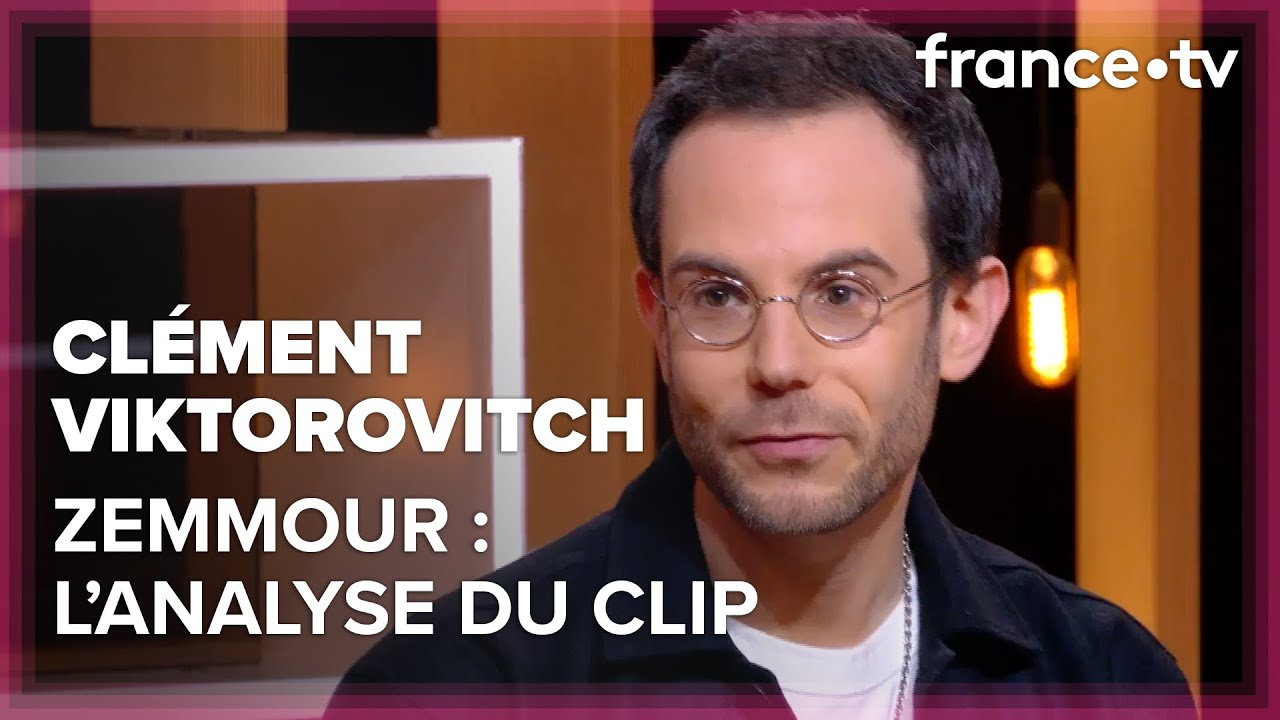 france•tv
CLÉMENT
VIKTOROVITCH
ZEMMOUR :
L’ANALYSE DU CLIP